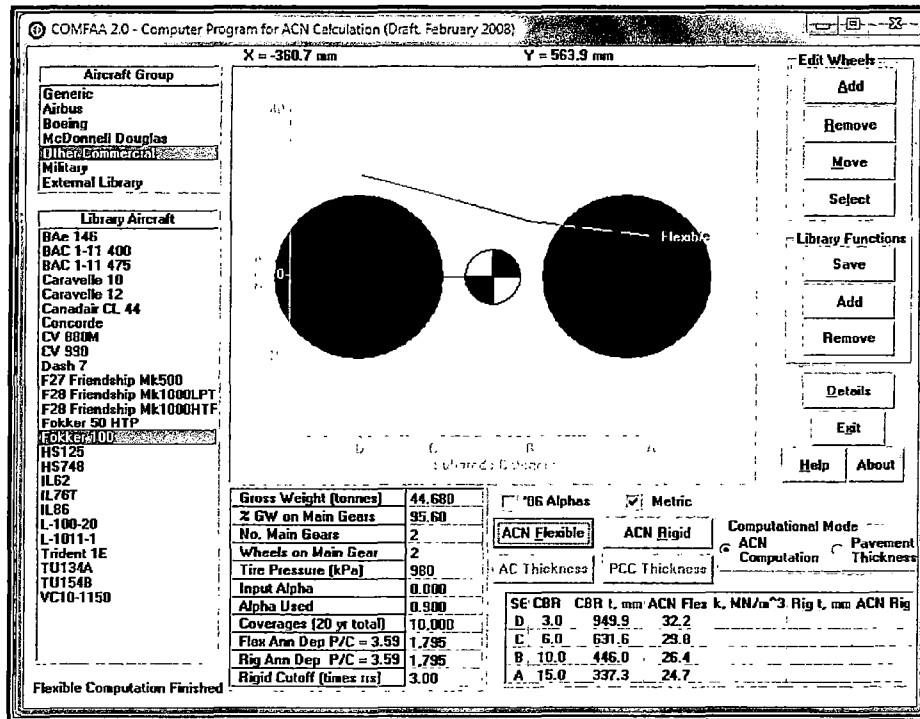 COMFAA 2.0 - Computer Program for ACN Calculation (Draft. February 2008)
X = -360.7 mm
Y = 563.9 mm
Aircraft Group
Generic
Airbus
Boeing
McDonnell Douglas
Other Commercial
Military
External Library
Library Aircraft
BAe 146
BAC 1-11 400
BAC 1-11 475
Caravelle 10
Caravelle 12
Canadair CL 44
Concorde
CV 880M
CV 990
Dash 7
F27 Friendship Mk500
F28 Friendship Mk1000LPT
F28 Friendship Mk1000HTF
Fokker 50 HTP
Fokker 100
HS125
HS748
IL62
IL76T
IL86
L-100-20
L-1011-1
Trident 1E
TU134A
TU154B
VC10-1150
Flexible Computation Finished
40
Flexible
D C B A
Subgrade Category
Gross Weight (tonnes) 44.680
% GW on Main Gears 95.60
No. Main Gears 2
Wheels on Main Gear 2
Tire Pressure (kPa) 980
Input Alpha 0.000
Alpha Used 0.900
Coverages (20 yr total) 10,000
Flex Ann Dep P/C = 3.59 1,795
Rig Ann Dep P/C = 3.59 1,795
Rigid Cutoff (times rrs) 3.00
'06 Alphas
Metric
ACN Flexible
ACN Rigid
AC Thickness
PCC Thickness
Computational Mode
ACN Computation
Pavement Thickness
SE CBR CBR t, mm ACN Flex k, MN/m^3 Rig t, mm ACN Rig
D 3.0 949.9 32.2
C 6.0 631.6 29.8
B 10.0 446.0 26.4
A 15.0 337.3 24.7
Edit Wheels
Add
Remove
Move
Select
Library Functions
Save
Add
Remove
Details
Exit
Help
About